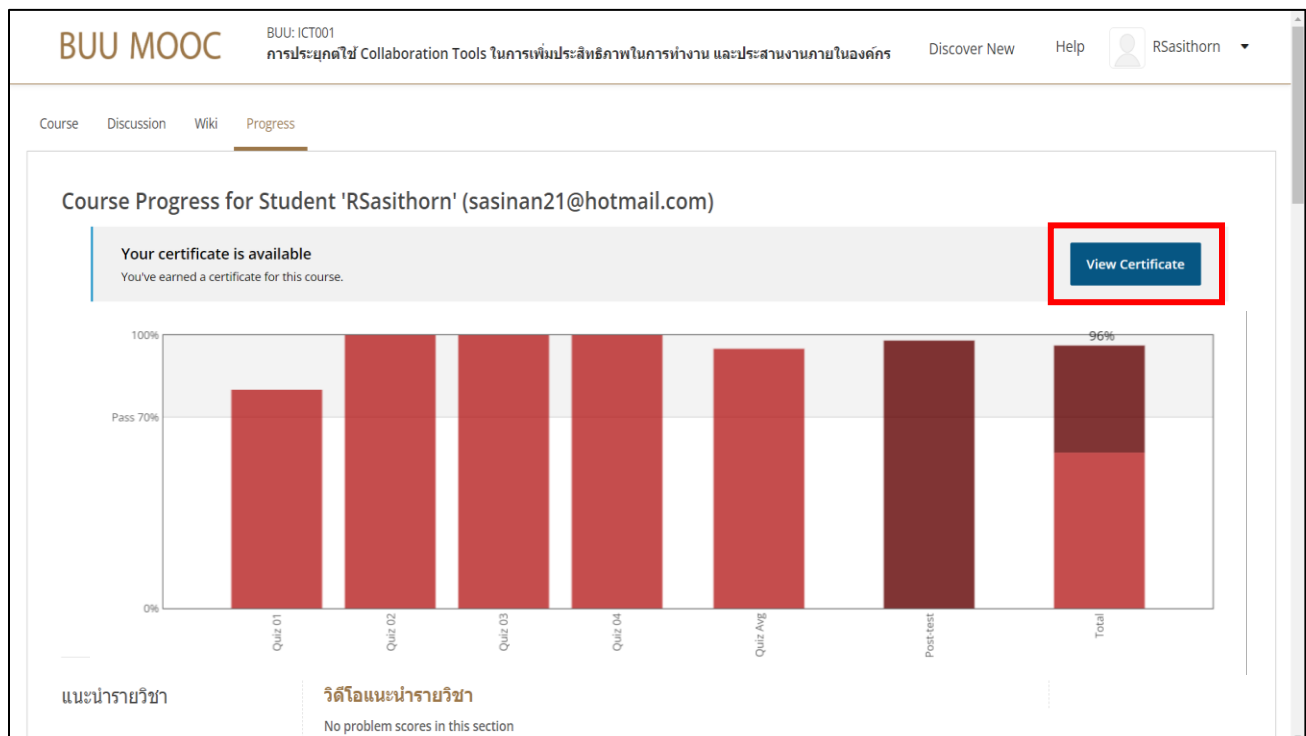 BUU MOOC
BUU: ICT001
การประยุกต์ใช้ Collaboration Tools ในการเพิ่มประสิทธิภาพในการทำงาน และประสานงานภายในองค์กร
Discover New
Help
RSasithorn
Course Discussion Wiki Progress
Course Progress for Student 'RSasithorn' (sasinan21@hotmail.com)
Your certificate is available
You've earned a certificate for this course.
View Certificate
100%
96%
Pass 70%
0%
Quiz 01
Quiz 02
Quiz 03
Quiz 04
Quiz Avg
Post-test
Total
แนะนำรายวิชา
วิดีโอแนะนำรายวิชา
No problem scores in this section